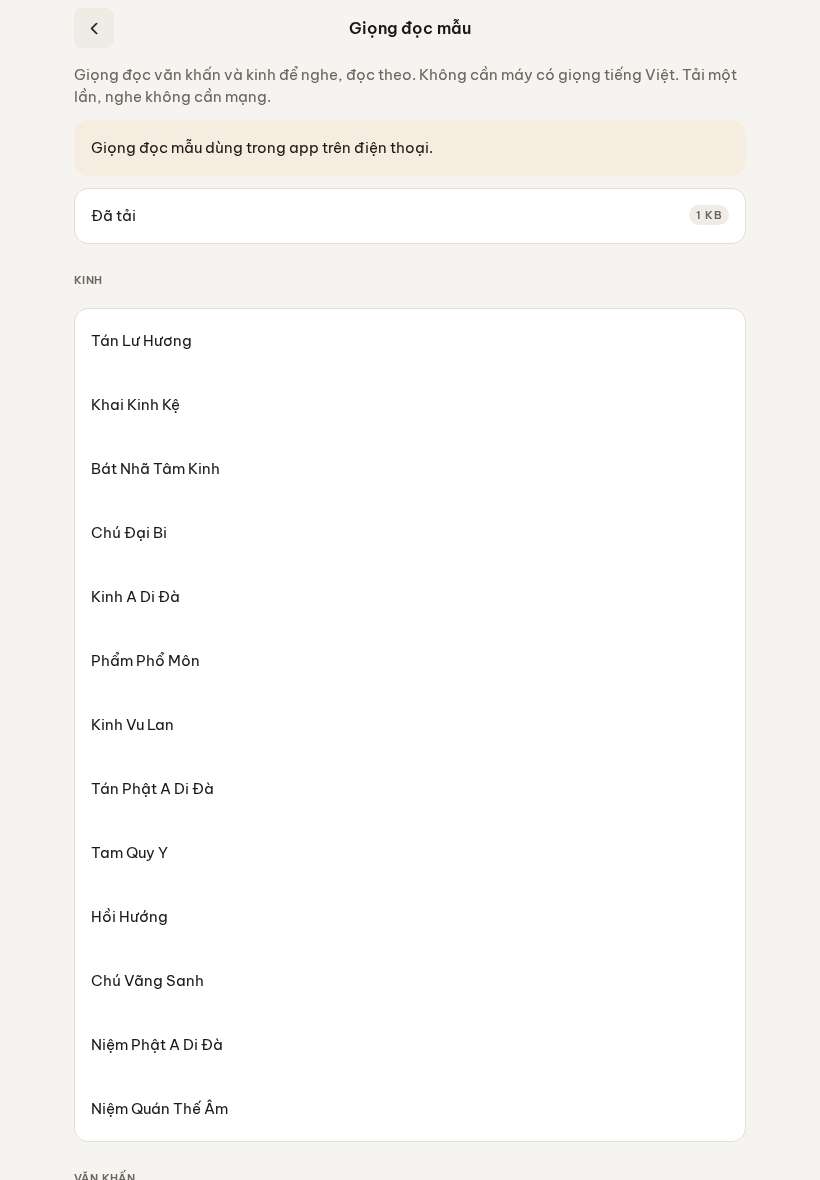 Giọng đọc mẫu
Giọng đọc văn khấn và kinh để nghe, đọc theo. Không cần máy có giọng tiếng Việt. Tải một
lần, nghe không cần mạng.
Giọng đọc mẫu dùng trong app trên điện thoại.
Đã tải
1 KB
KINH
Tán Lư Hương
Khai Kinh Kệ
Bát Nhã Tâm Kinh
Chú Đại Bi
Kinh A Di Đà
Phẩm Phổ Môn
Kinh Vu Lan
Tán Phật A Di Đà
Tam Quy Y
Hồi Hướng
Chú Vãng Sanh
Niệm Phật A Di Đà
Niệm Quán Thế Âm
VĂN KHẤN